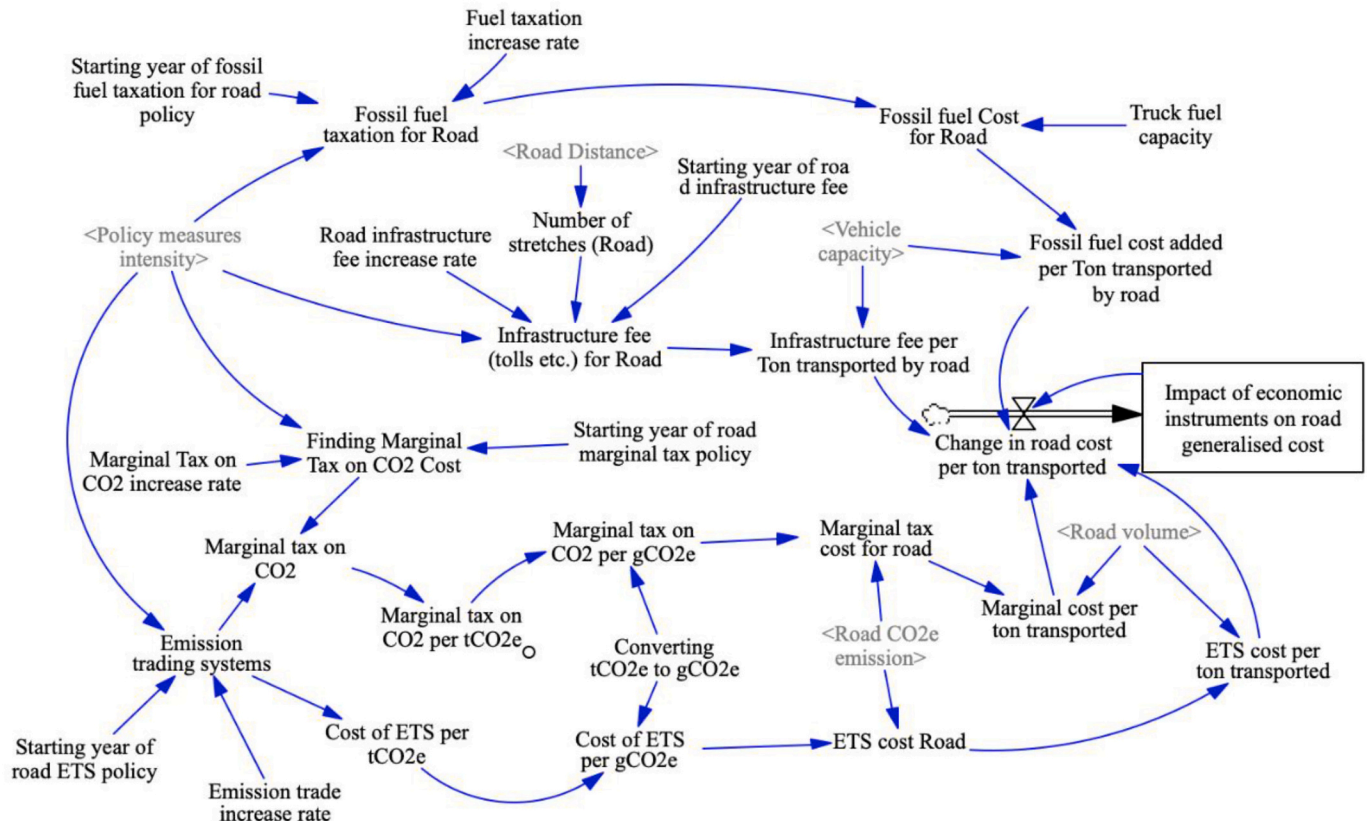 Fuel taxation
increase rate
Starting year of fossil
fuel taxation for road
policy
Fossil fuel
taxation for Road
Fossil fuel Cost
for Road
Truck fuel
capacity
<Road Distance>
Starting year of roa
d infrastructure fee
<Policy measures
intensity>
Road infrastructure
fee increase rate
Number of
stretches (Road)
<Vehicle
capacity>
Fossil fuel cost added
per Ton transported
by road
Infrastructure fee
(tolls etc.) for Road
Infrastructure fee per
Ton transported by road
Impact of economic
instruments on road
generalised cost
Change in road cost
per ton transported
Finding Marginal
Tax on CO2 Cost
Starting year of road
marginal tax policy
Marginal Tax on
CO2 increase rate
Marginal tax on
CO2
Marginal tax on
CO2 per gCO2e
Marginal tax
cost for road
<Road volume>
Marginal tax on
CO2 per tCO2e
Marginal cost per
ton transported
Emission
trading systems
Converting
tCO2e to gCO2e
<Road CO2e
emission>
ETS cost per
ton transported
Starting year of
road ETS policy
Cost of ETS per
tCO2e
Cost of ETS
per gCO2e
ETS cost Road
Emission trade
increase rate